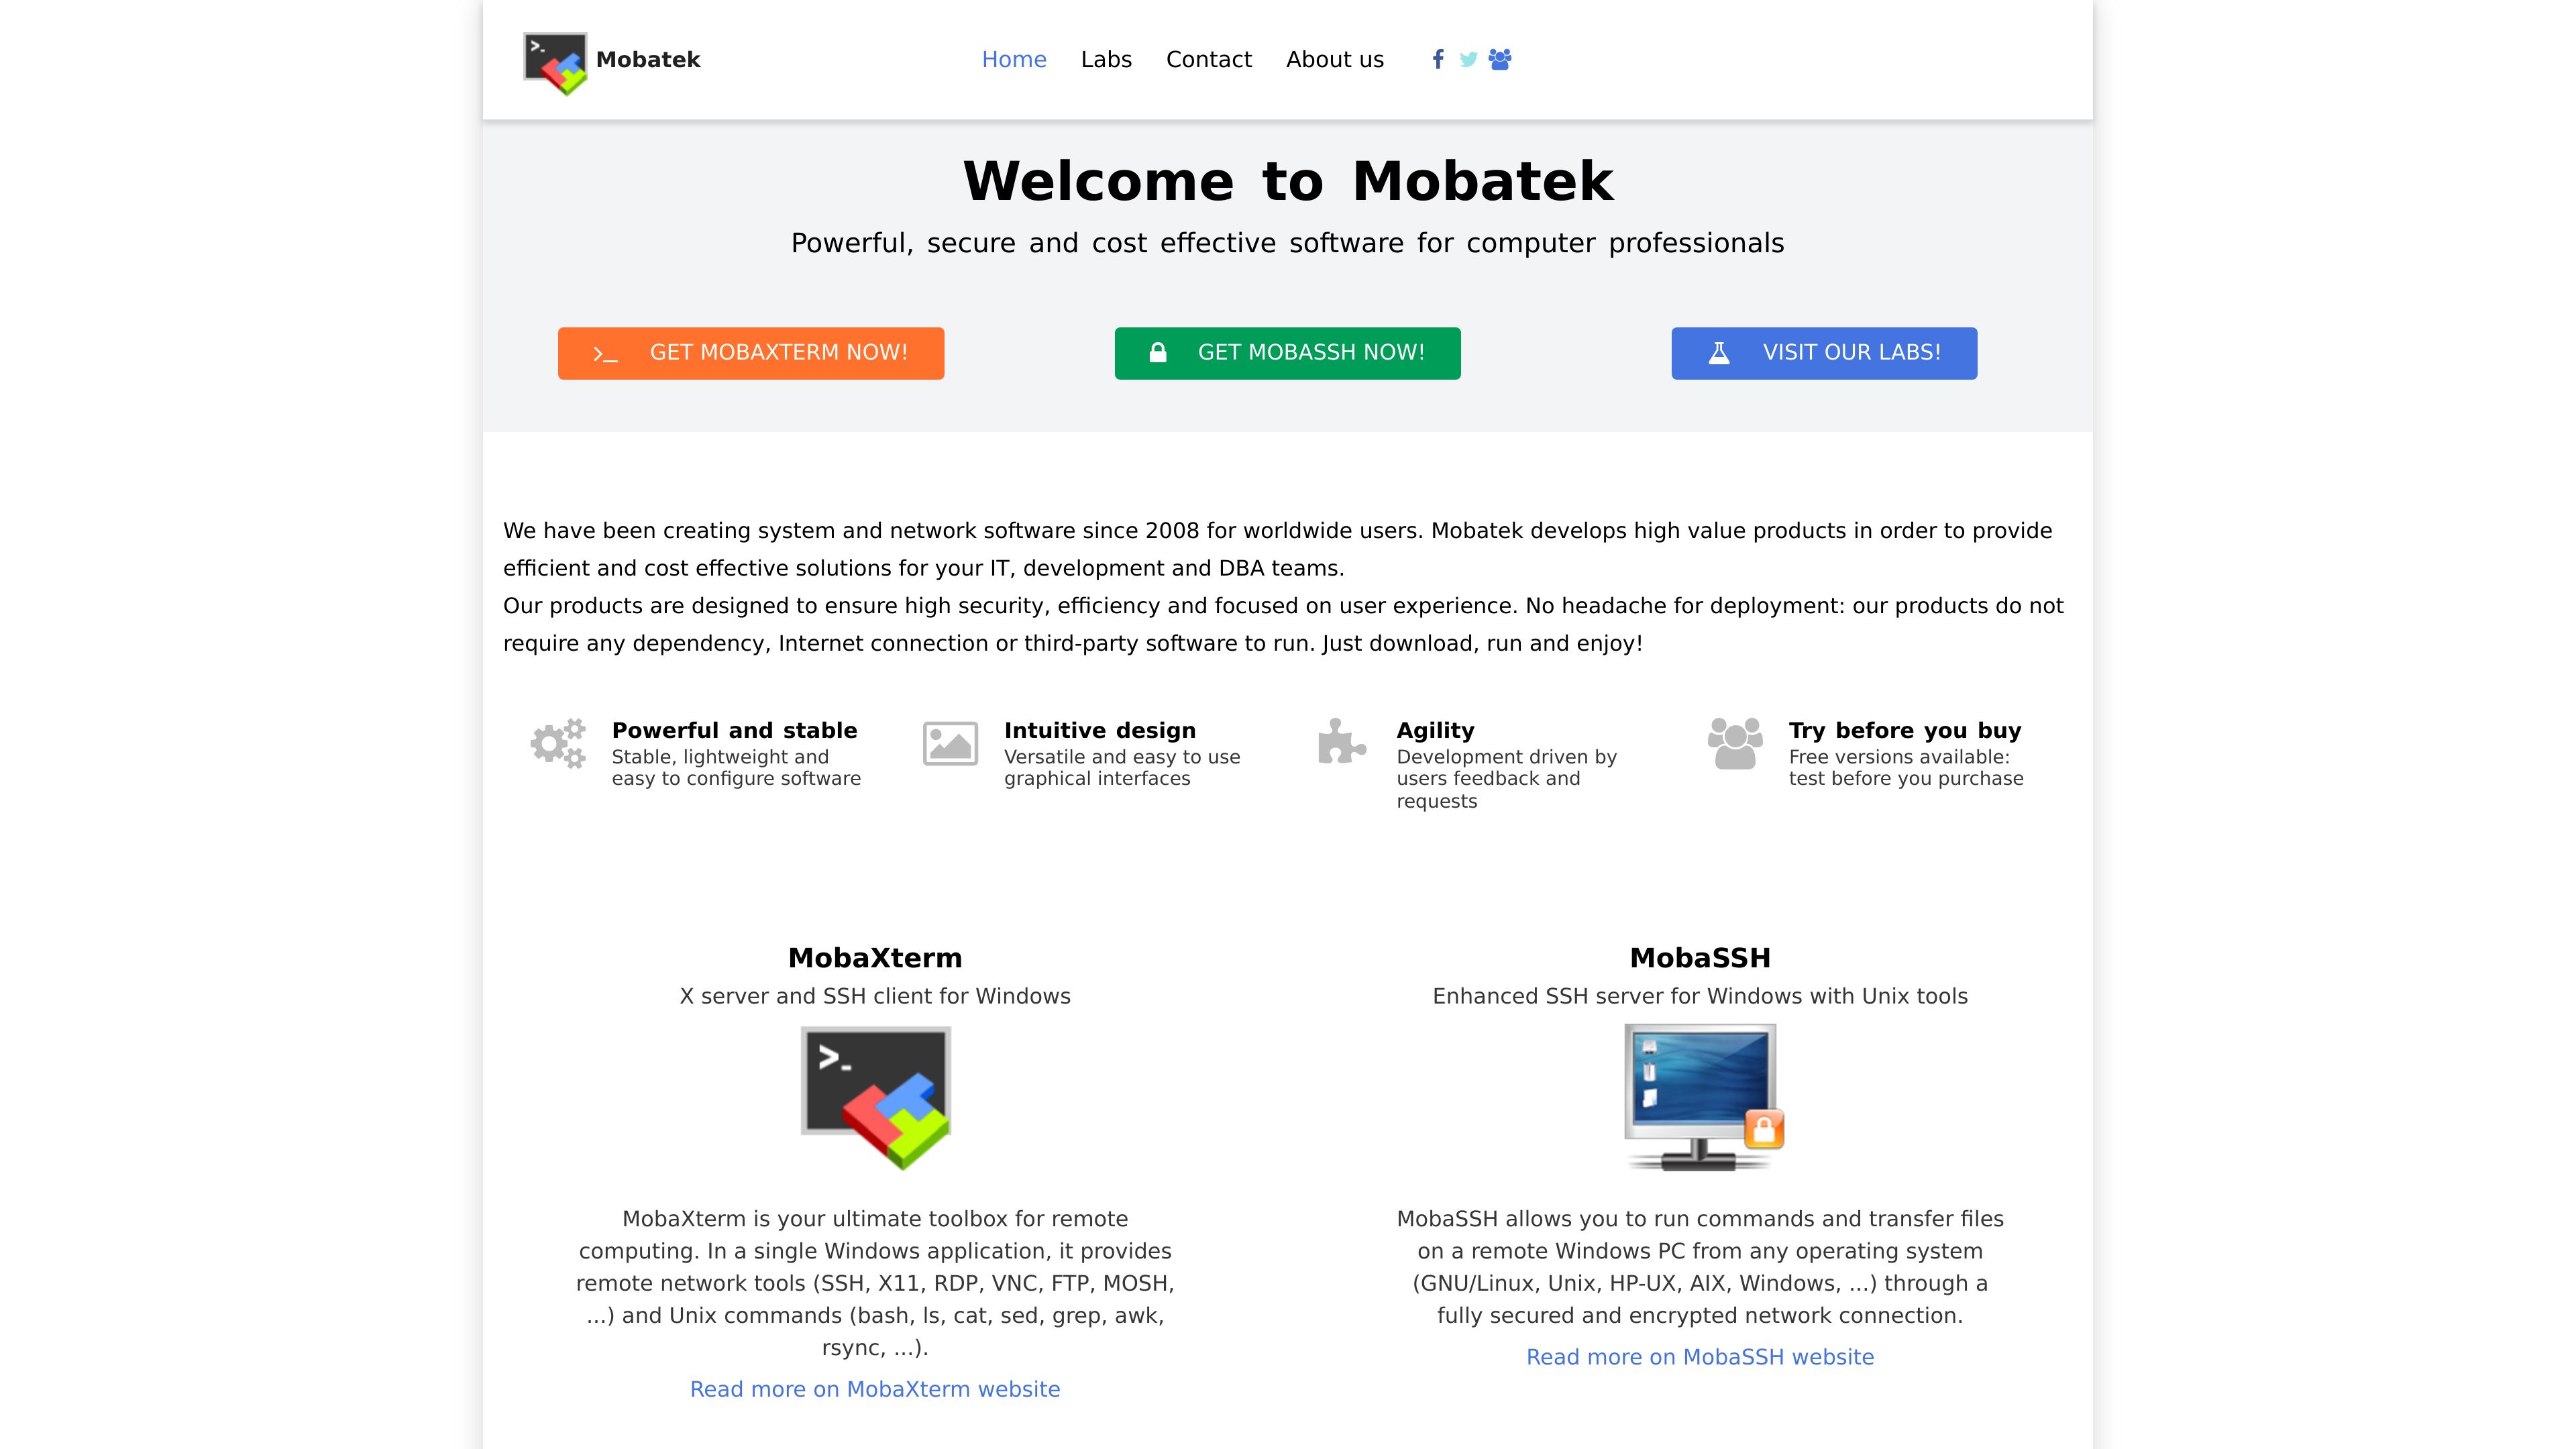 Mobatek
Home Labs Contact About us
Welcome to Mobatek
Powerful, secure and cost effective software for computer professionals
>_ GET MOBAXTERM NOW!
GET MOBASSH NOW!
VISIT OUR LABS!
We have been creating system and network software since 2008 for worldwide users. Mobatek develops high value products in order to provide
efficient and cost effective solutions for your IT, development and DBA teams.
Our products are designed to ensure high security, efficiency and focused on user experience. No headache for deployment: our products do not
require any dependency, Internet connection or third-party software to run. Just download, run and enjoy!
Powerful and stable
Stable, lightweight and
easy to configure software
Intuitive design
Versatile and easy to use
graphical interfaces
Agility
Development driven by
users feedback and
requests
Try before you buy
Free versions available:
test before you purchase
MobaXterm
X server and SSH client for Windows
>_
MobaXterm is your ultimate toolbox for remote
computing. In a single Windows application, it provides
remote network tools (SSH, X11, RDP, VNC, FTP, MOSH,
...) and Unix commands (bash, ls, cat, sed, grep, awk,
rsync, ...).
Read more on MobaXterm website
MobaSSH
Enhanced SSH server for Windows with Unix tools
MobaSSH allows you to run commands and transfer files
on a remote Windows PC from any operating system
(GNU/Linux, Unix, HP-UX, AIX, Windows, ...) through a
fully secured and encrypted network connection.
Read more on MobaSSH website